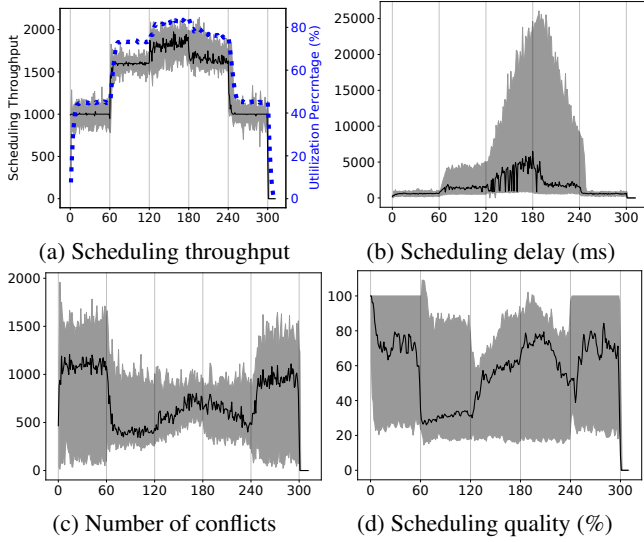 2000
1500
1000
500
0
Scheduling Throughput
80
60
40
20
0
Utilization Percrntage (%)
0 60 120 180 240 300
(a) Scheduling throughput
25000
20000
15000
10000
5000
0
0 60 120 180 240 300
(b) Scheduling delay (ms)
2000
1500
1000
500
0
0 60 120 180 240 300
(c) Number of conflicts
100
80
60
40
20
0
0 60 120 180 240 300
(d) Scheduling quality (%)